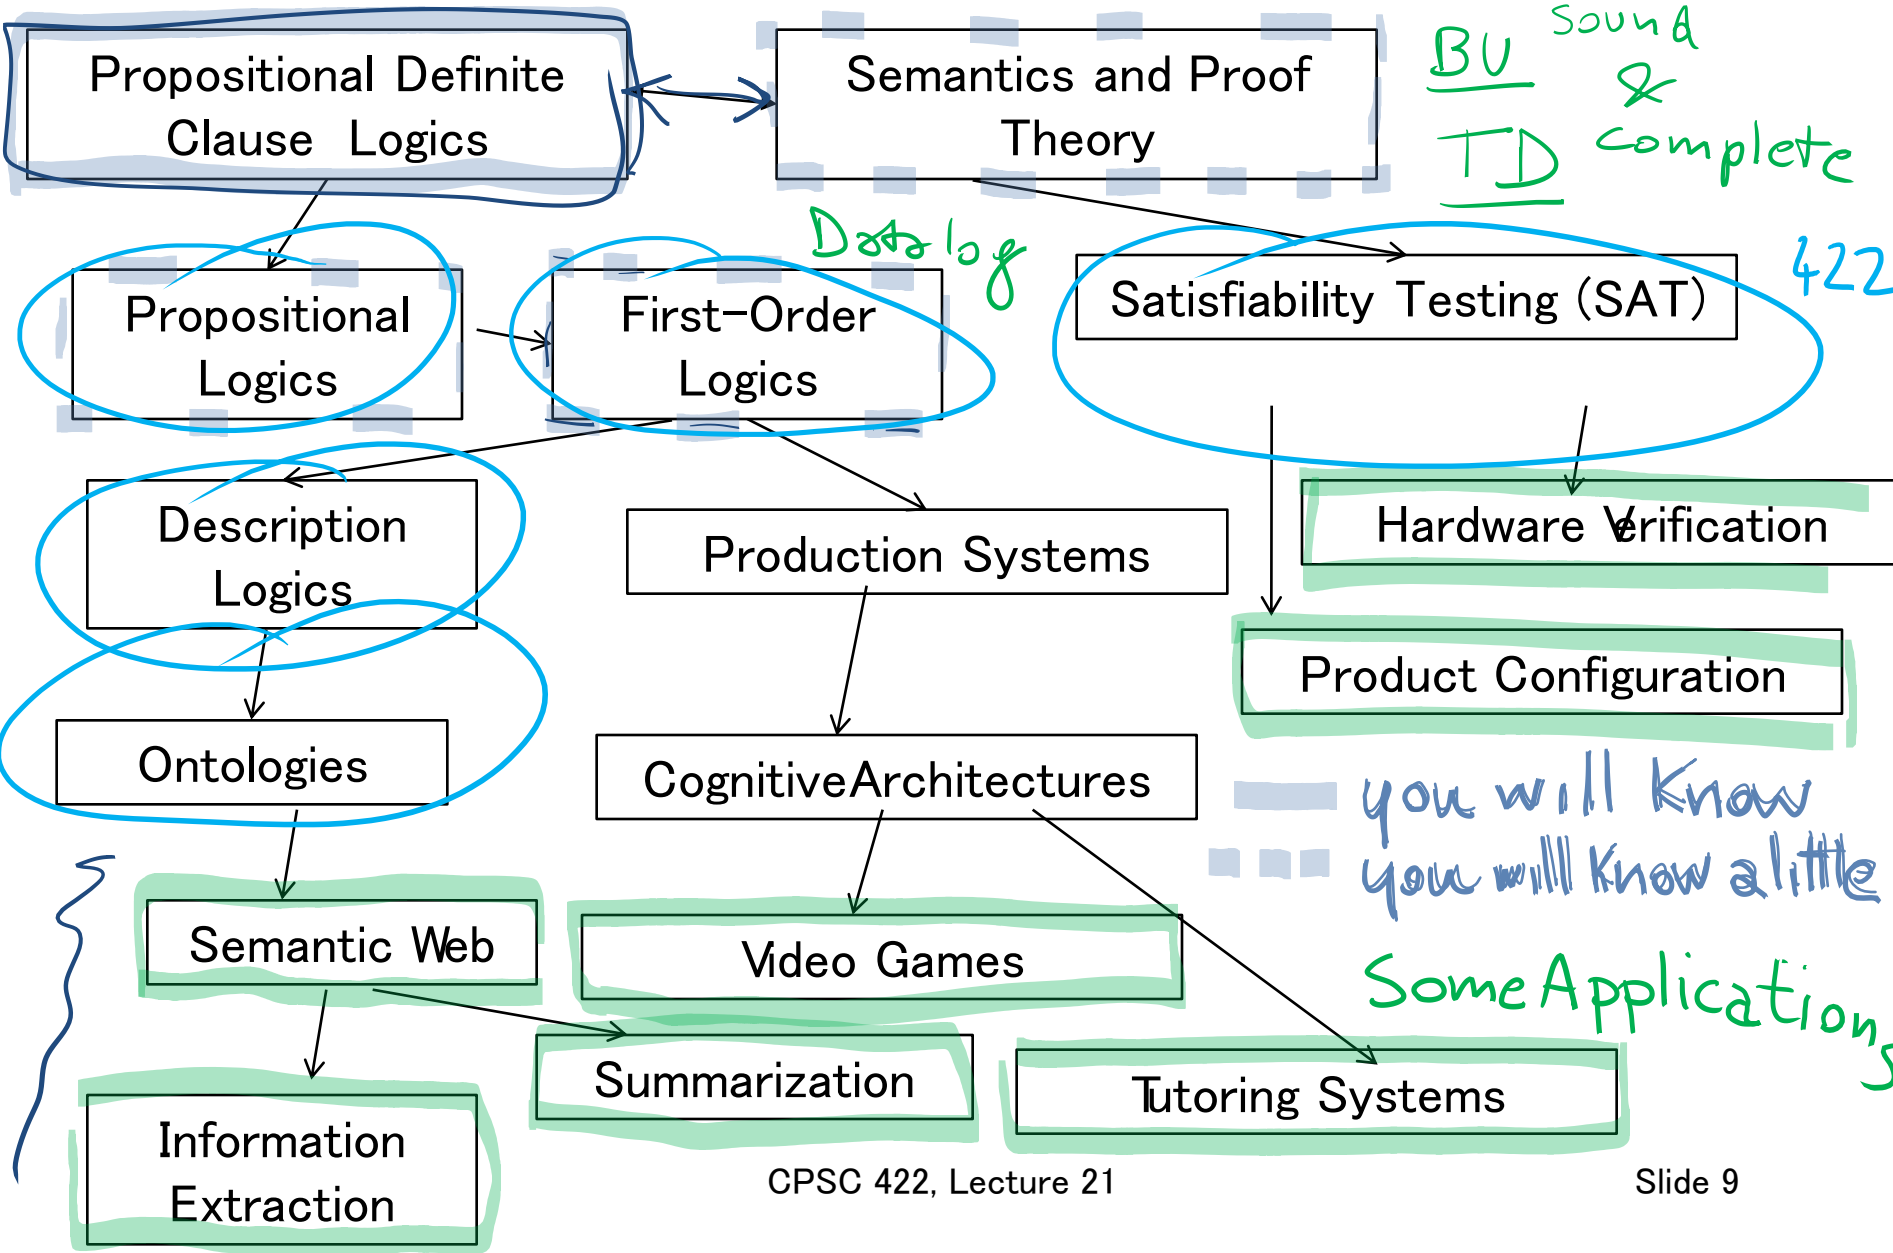 Propositional Definite
Clause Logics
Semantics and Proof
Theory
BU
TD
Sound
&
complete
Datalog
422
Propositional
Logics
First-Order
Logics
Satisfiability Testing (SAT)
Description
Logics
Production Systems
Hardware Verification
Product Configuration
Ontologies
CognitiveArchitectures
you will know
you will know a little
Semantic Web
Video Games
Some Applications
Summarization
Tutoring Systems
Information
Extraction
CPSC 422, Lecture 21
Slide 9